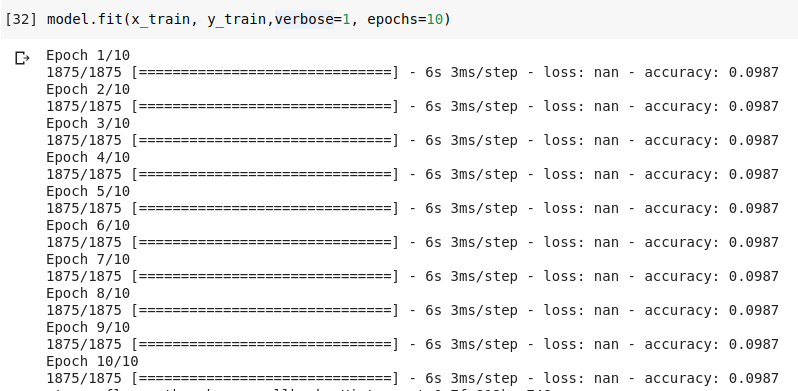 [32] model.fit(x_train, y_train,verbose=1, epochs=10)
Epoch 1/10
1875/1875 [==============================] - 6s 3ms/step - loss: nan - accuracy: 0.0987
Epoch 2/10
1875/1875 [==============================] - 6s 3ms/step - loss: nan - accuracy: 0.0987
Epoch 3/10
1875/1875 [==============================] - 6s 3ms/step - loss: nan - accuracy: 0.0987
Epoch 4/10
1875/1875 [==============================] - 6s 3ms/step - loss: nan - accuracy: 0.0987
Epoch 5/10
1875/1875 [==============================] - 6s 3ms/step - loss: nan - accuracy: 0.0987
Epoch 6/10
1875/1875 [==============================] - 6s 3ms/step - loss: nan - accuracy: 0.0987
Epoch 7/10
1875/1875 [==============================] - 6s 3ms/step - loss: nan - accuracy: 0.0987
Epoch 8/10
1875/1875 [==============================] - 6s 3ms/step - loss: nan - accuracy: 0.0987
Epoch 9/10
1875/1875 [==============================] - 6s 3ms/step - loss: nan - accuracy: 0.0987
Epoch 10/10
1875/1875 [==============================] - 6s 3ms/step - loss: nan - accuracy: 0.0987